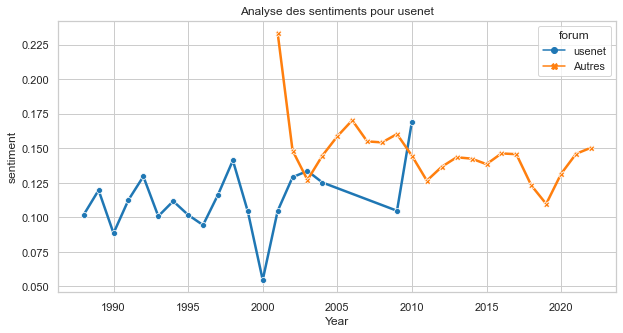 Analyse des sentiments pour usenet
forum
usenet
Autres
sentiment
0.225
0.200
0.175
0.150
0.125
0.100
0.075
0.050
1990 1995 2000 2005 2010 2015 2020
Year